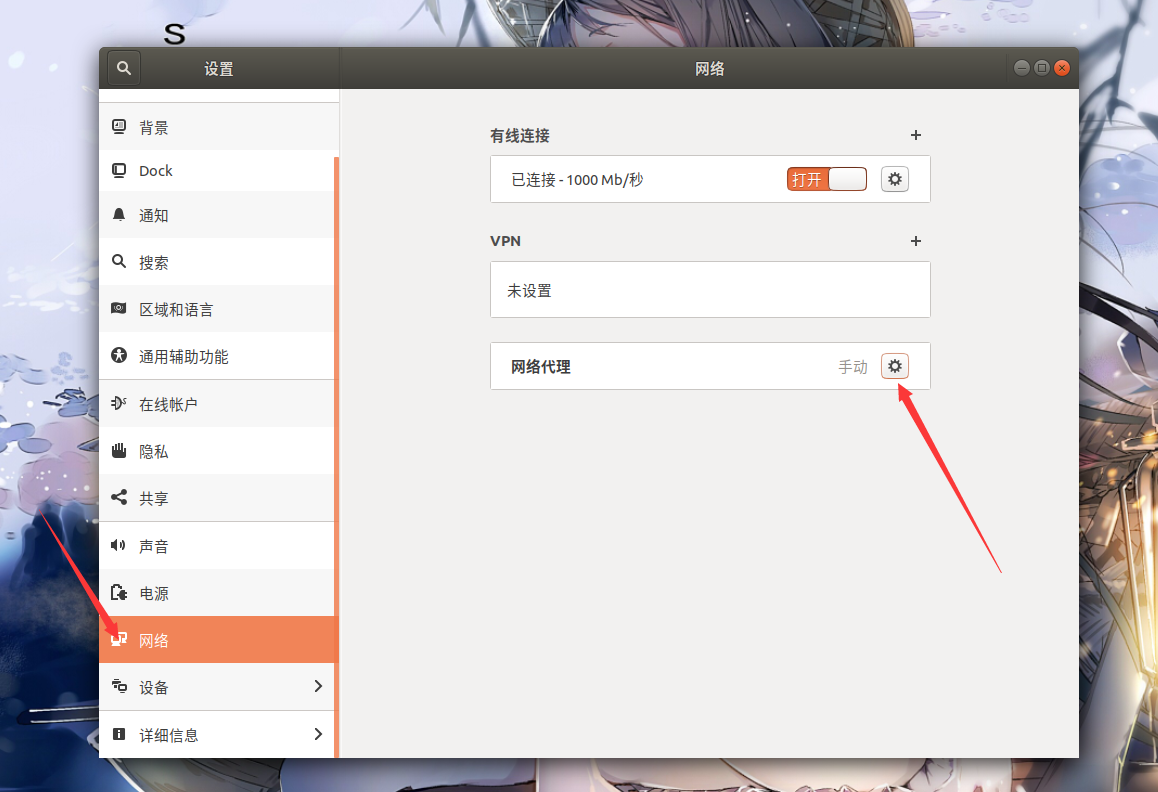 S
设置
网络
背景
Dock
通知
搜索
区域和语言
通用辅助功能
在线帐户
隐私
共享
声音
电源
网络
设备
详细信息
有线连接
已连接 - 1000 Mb/秒 打开
VPN
未设置
网络代理 手动